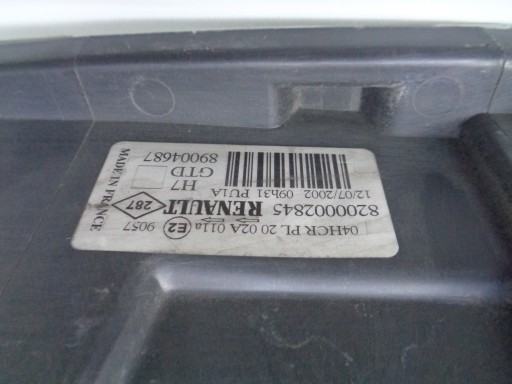 04HCR PL 20 02A 011a E2 9057
8200002845 RENAULT 287
12/07/2002 09h31 PU1A H7
GTD
89004687
MADE IN FRANCE